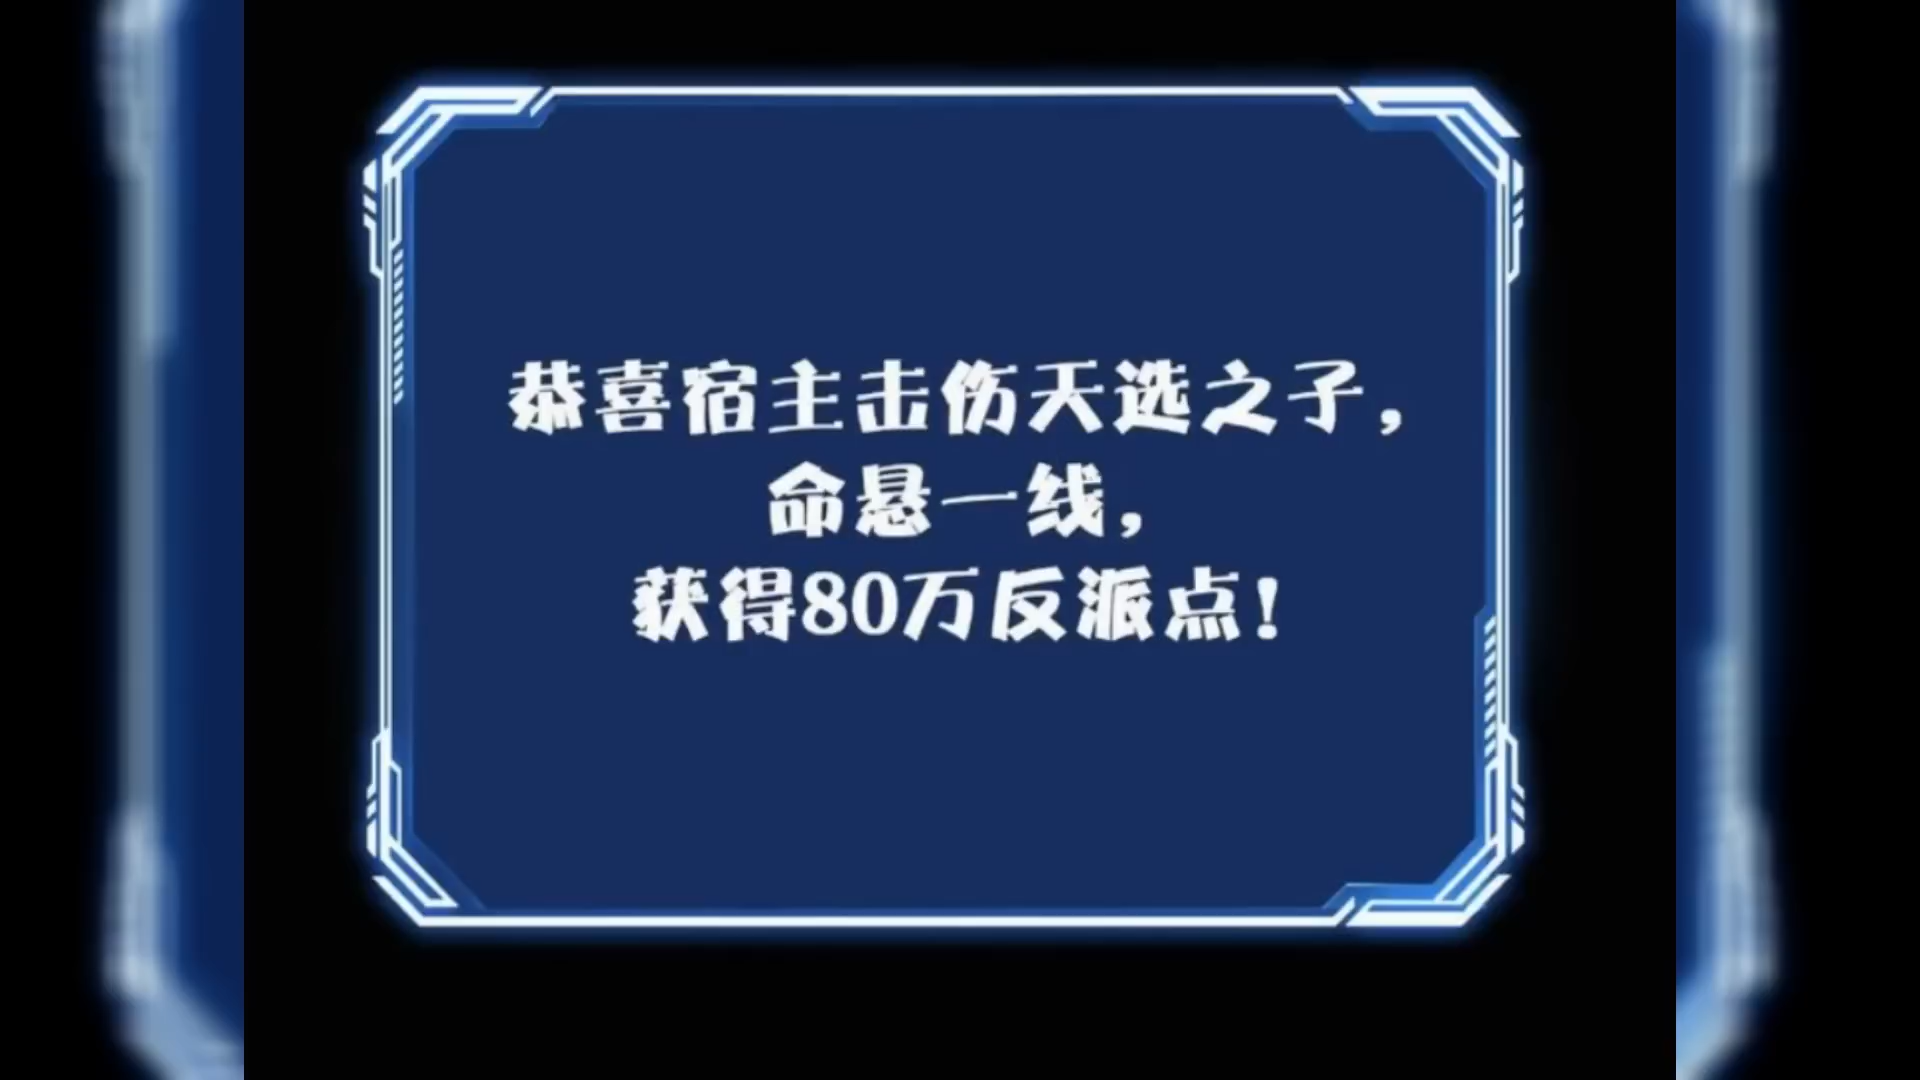 恭喜宿主击伤天选之子，
命悬一线，
获得80万反派点！